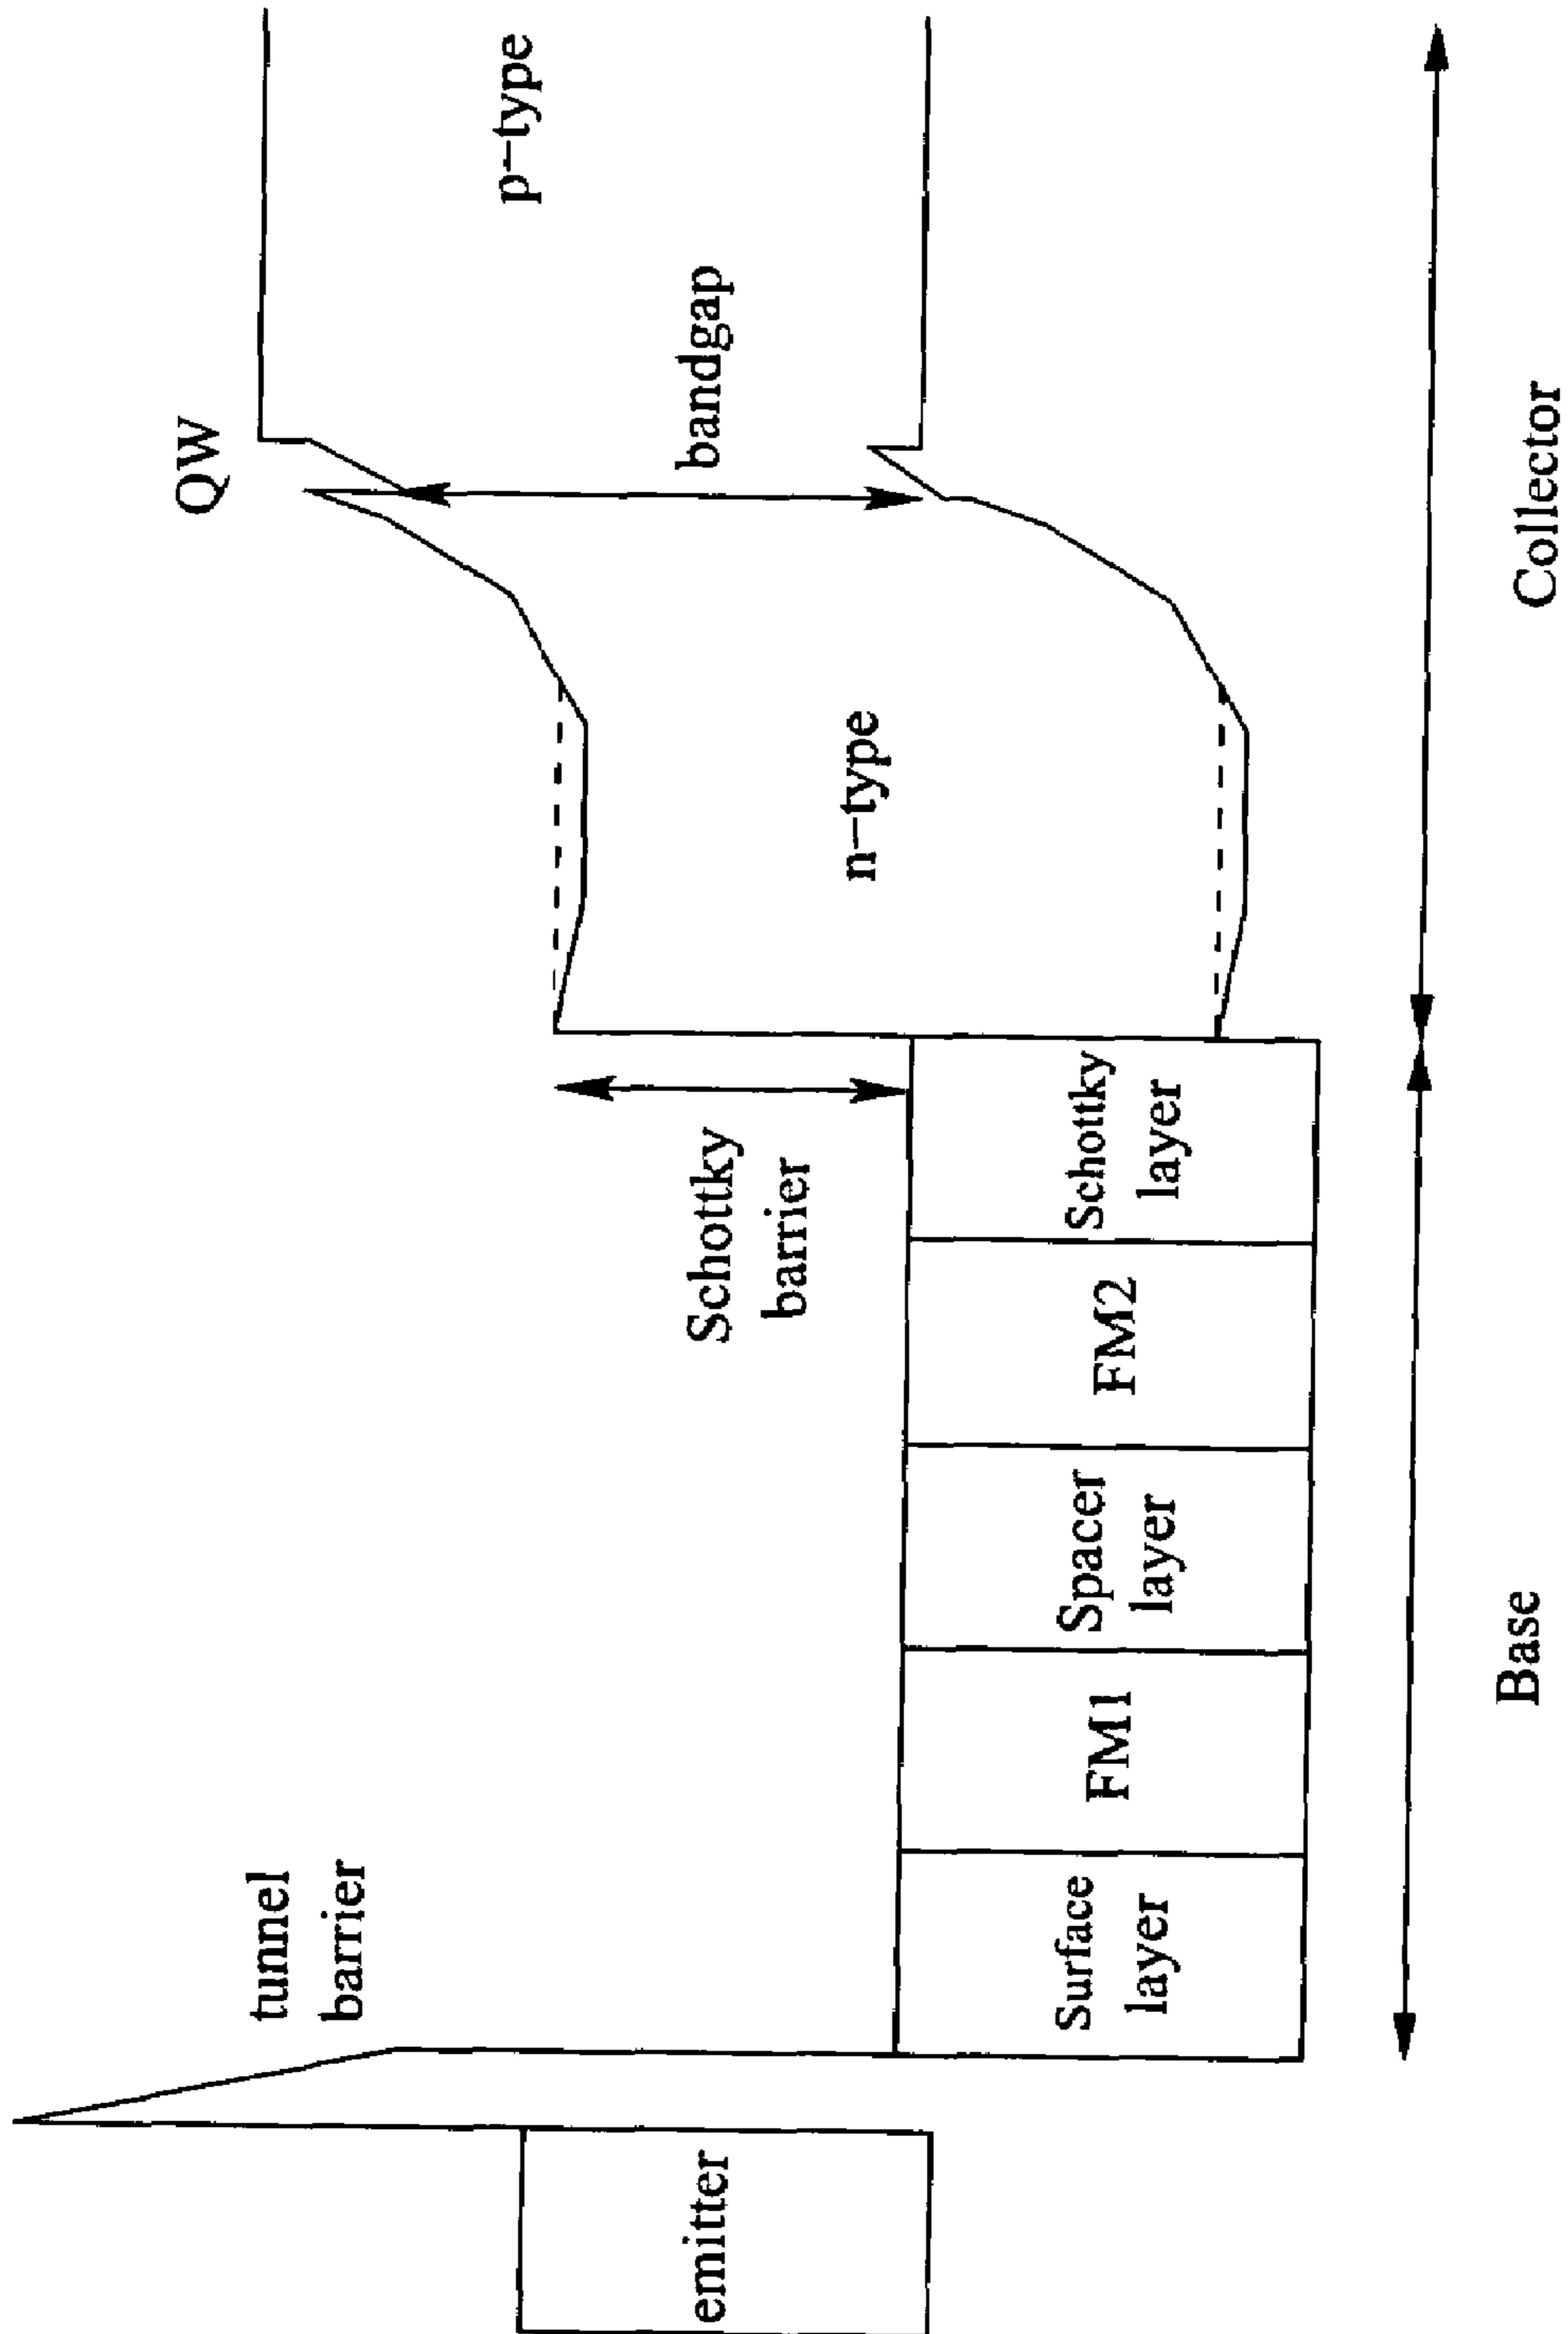 tunnel
barrier
QW
emitter
Schottky
barrier
bandgap
p-type
n-type
Surface
layer
FM1
Spacer
layer
FM2
Schottky
layer
Base
Collector